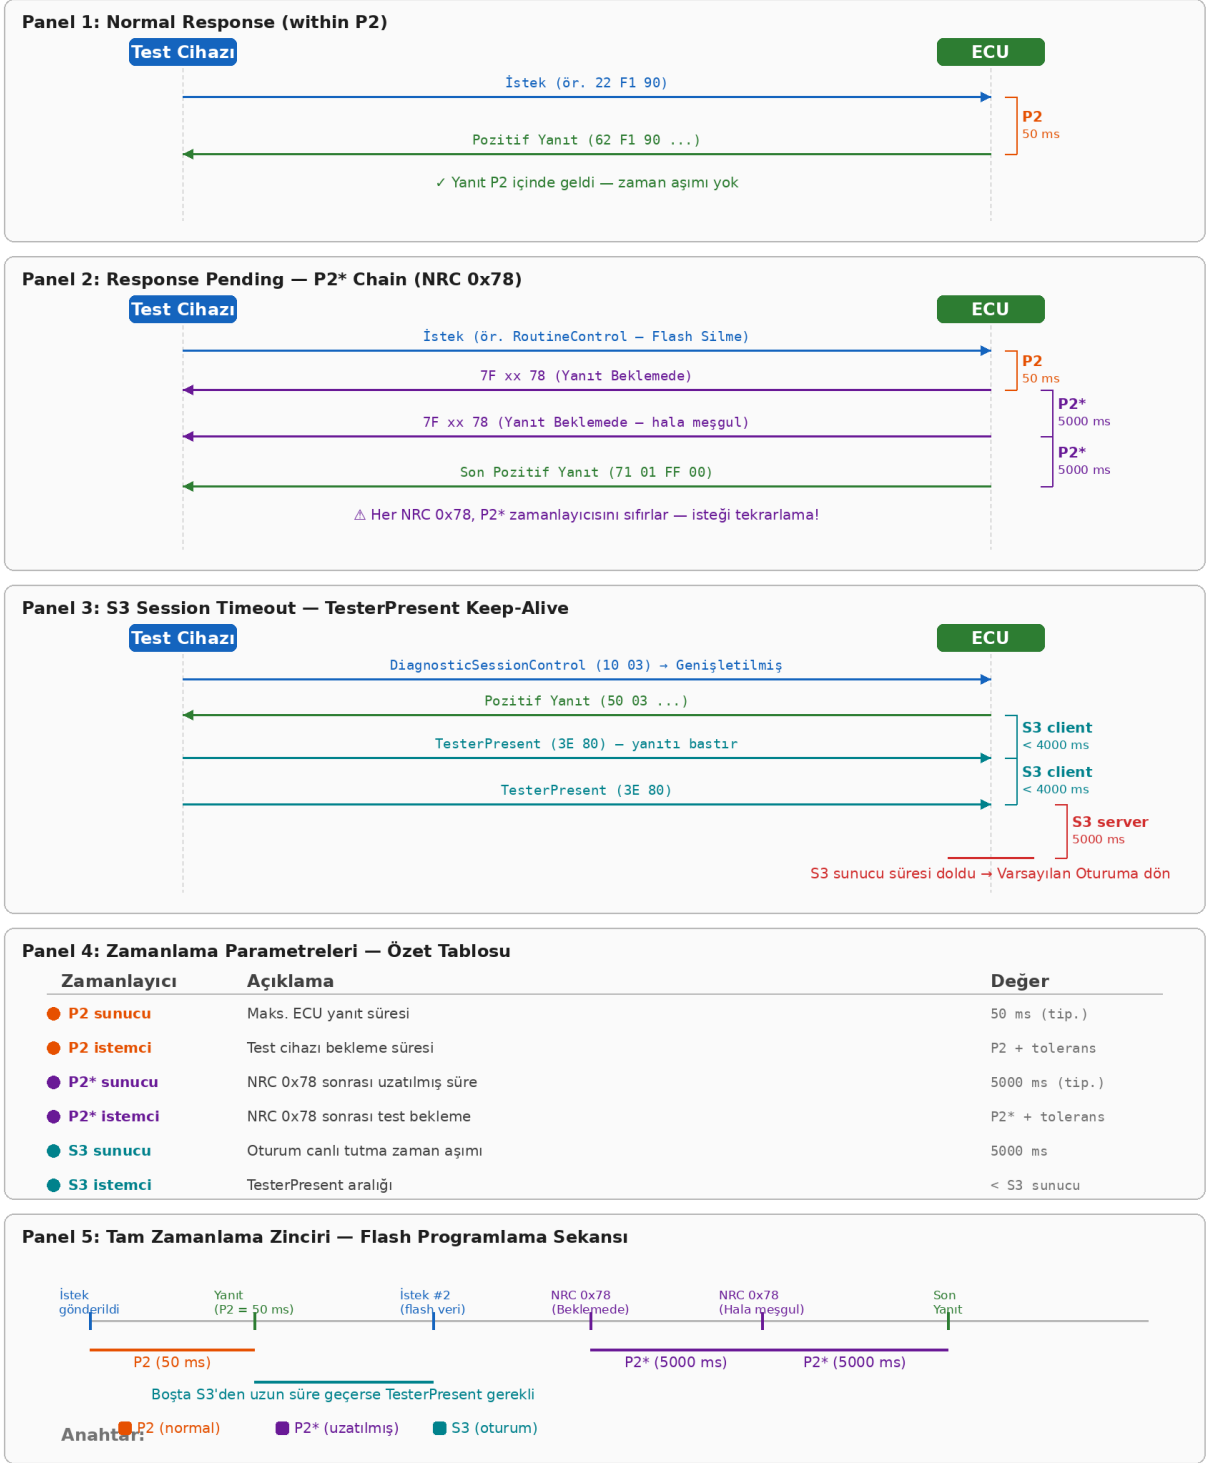 Panel 1: Normal Response (within P2)
Test Cihazı
ECU
İstek (ör. 22 F1 90)
P2
50 ms
Pozitif Yanıt (62 F1 90 ...)
✓ Yanıt P2 içinde geldi — zaman aşımı yok
Panel 2: Response Pending — P2* Chain (NRC 0x78)
Test Cihazı
ECU
İstek (ör. RoutineControl — Flash Silme)
P2
50 ms
7F xx 78 (Yanıt Beklemede)
P2*
5000 ms
7F xx 78 (Yanıt Beklemede — hala meşgul)
P2*
5000 ms
Son Pozitif Yanıt (71 01 FF 00)
⚠ Her NRC 0x78, P2* zamanlayıcısını sıfırlar — isteği tekrarlama!
Panel 3: S3 Session Timeout — TesterPresent Keep-Alive
Test Cihazı
ECU
DiagnosticSessionControl (10 03) → Genişletilmiş
Pozitif Yanıt (50 03 ...)
S3 client
< 4000 ms
TesterPresent (3E 80) — yanıtı bastır
S3 client
< 4000 ms
TesterPresent (3E 80)
S3 server
5000 ms
S3 sunucu süresi doldu → Varsayılan Oturuma dön
Panel 4: Zamanlama Parametreleri — Özet Tablosu
Zamanlayıcı Açıklama Değer
P2 sunucu Maks. ECU yanıt süresi 50 ms (tip.)
P2 istemci Test cihazı bekleme süresi P2 + tolerans
P2* sunucu NRC 0x78 sonrası uzatılmış süre 5000 ms (tip.)
P2* istemci NRC 0x78 sonrası test bekleme P2* + tolerans
S3 sunucu Oturum canlı tutma zaman aşımı 5000 ms
S3 istemci TesterPresent aralığı < S3 sunucu
Panel 5: Tam Zamanlama Zinciri — Flash Programlama Sekansı
İstek
gönderildi
Yanıt
(P2 = 50 ms)
İstek #2
(flash veri)
NRC 0x78
(Beklemede)
NRC 0x78
(Hala meşgul)
Son
Yanıt
P2 (50 ms)
P2* (5000 ms)
P2* (5000 ms)
Boşta S3'den uzun süre geçerse TesterPresent gerekli
Anahtar:
P2 (normal)
P2* (uzatılmış)
S3 (oturum)